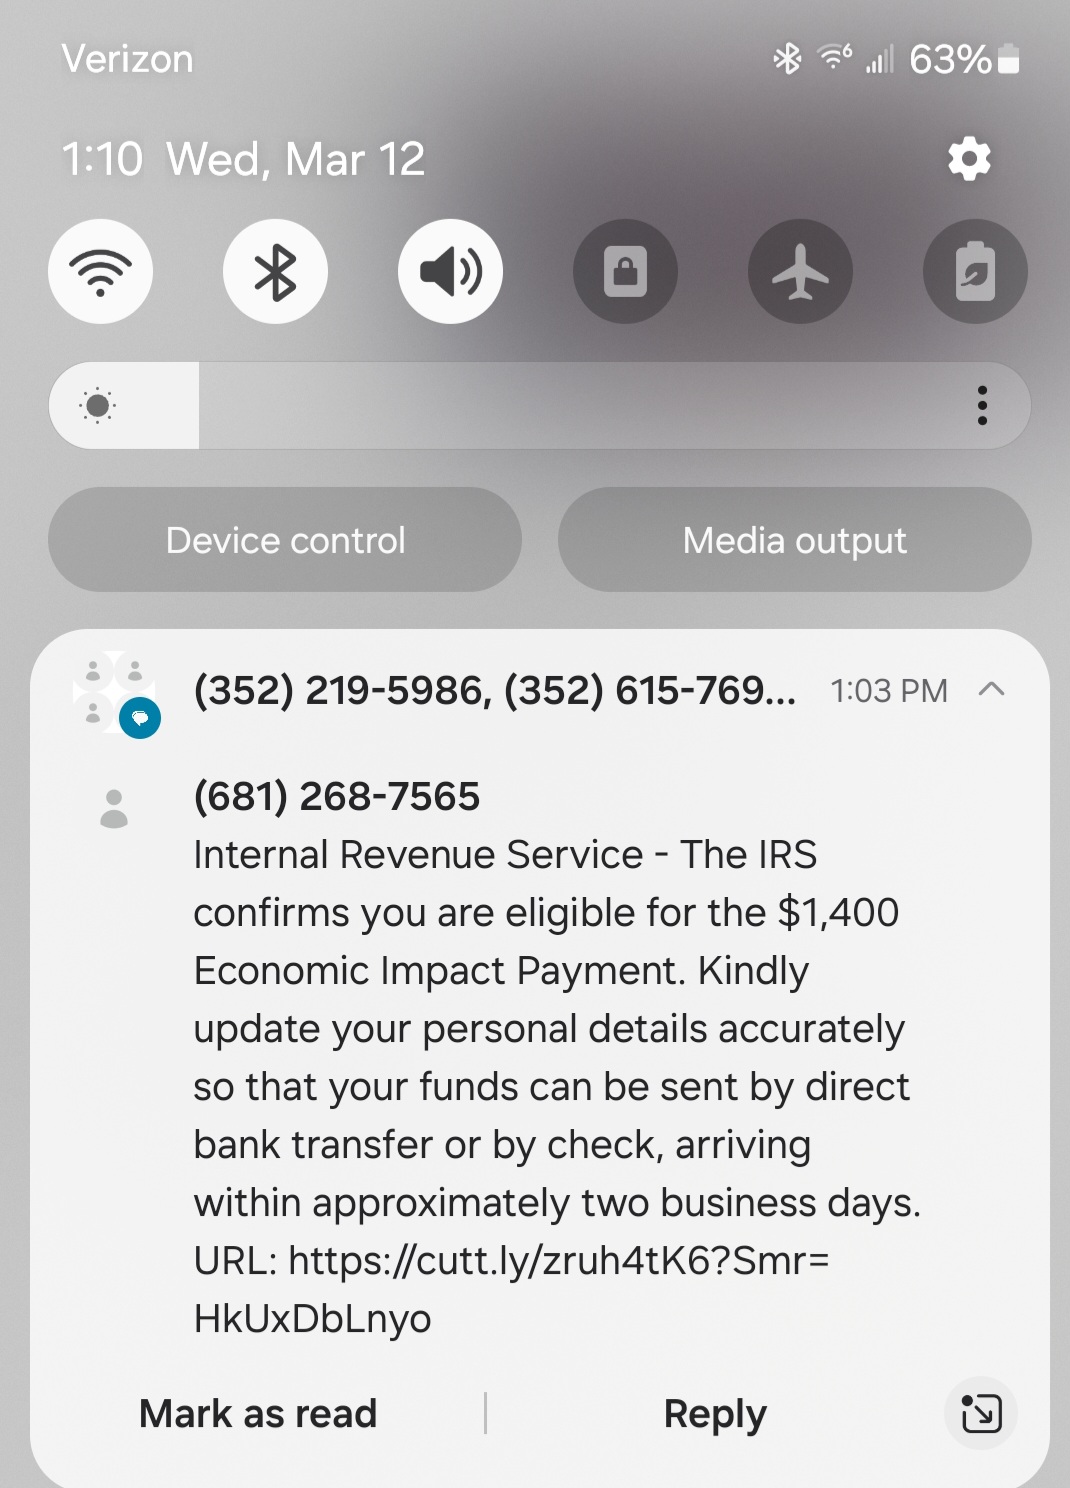 Verizon
63%
1:10 Wed, Mar 12
Device control
Media output
(352) 219-5986, (352) 615-769... 1:03 PM
(681) 268-7565
Internal Revenue Service - The IRS
confirms you are eligible for the $1,400
Economic Impact Payment. Kindly
update your personal details accurately
so that your funds can be sent by direct
bank transfer or by check, arriving
within approximately two business days.
URL: https://cutt.ly/zruh4tK6?Smr=
HkUxDbLnyo
Mark as read
Reply